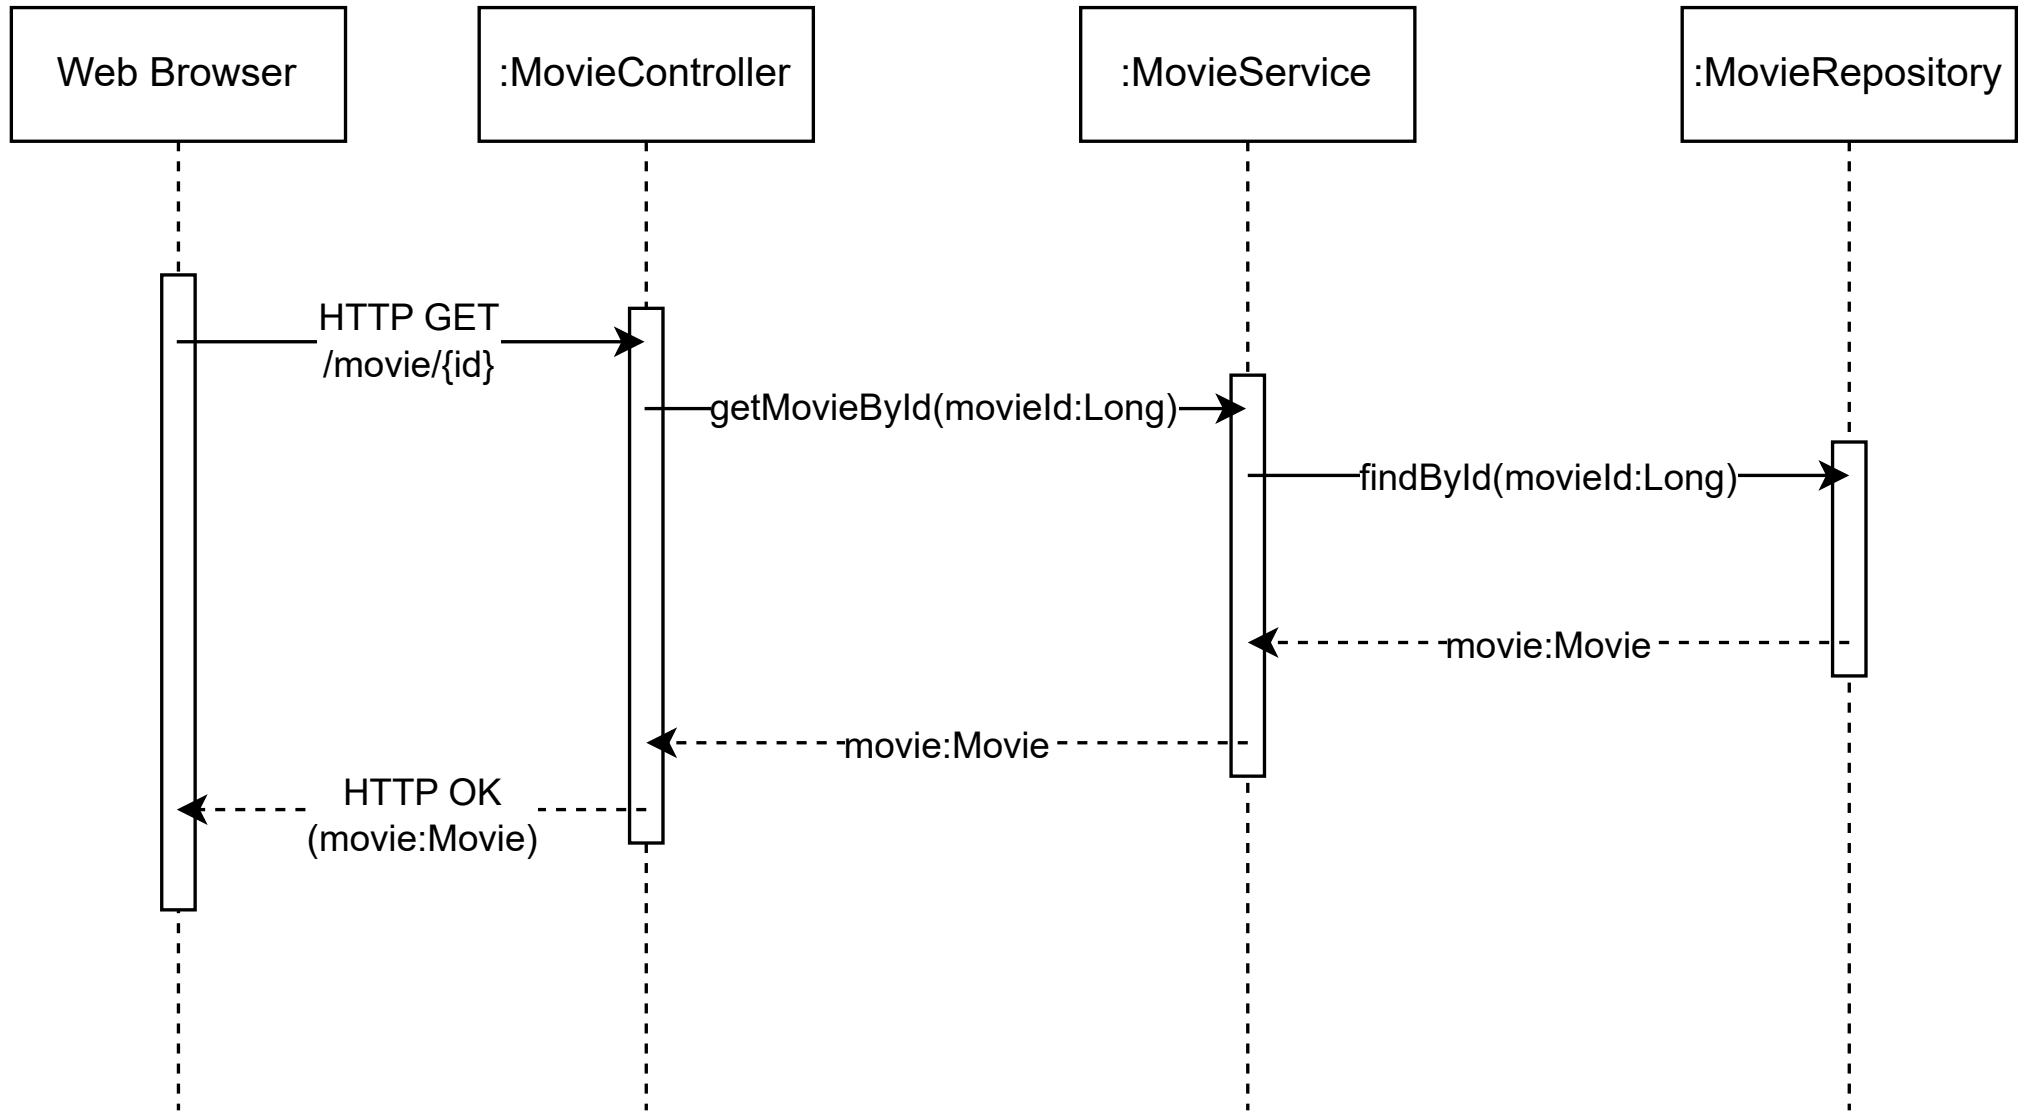 Web Browser
:MovieController
:MovieService
:MovieRepository
HTTP GET
/movie/{id}
getMovieById(movieId:Long)
findById(movieId:Long)
movie:Movie
movie:Movie
HTTP OK
(movie:Movie)